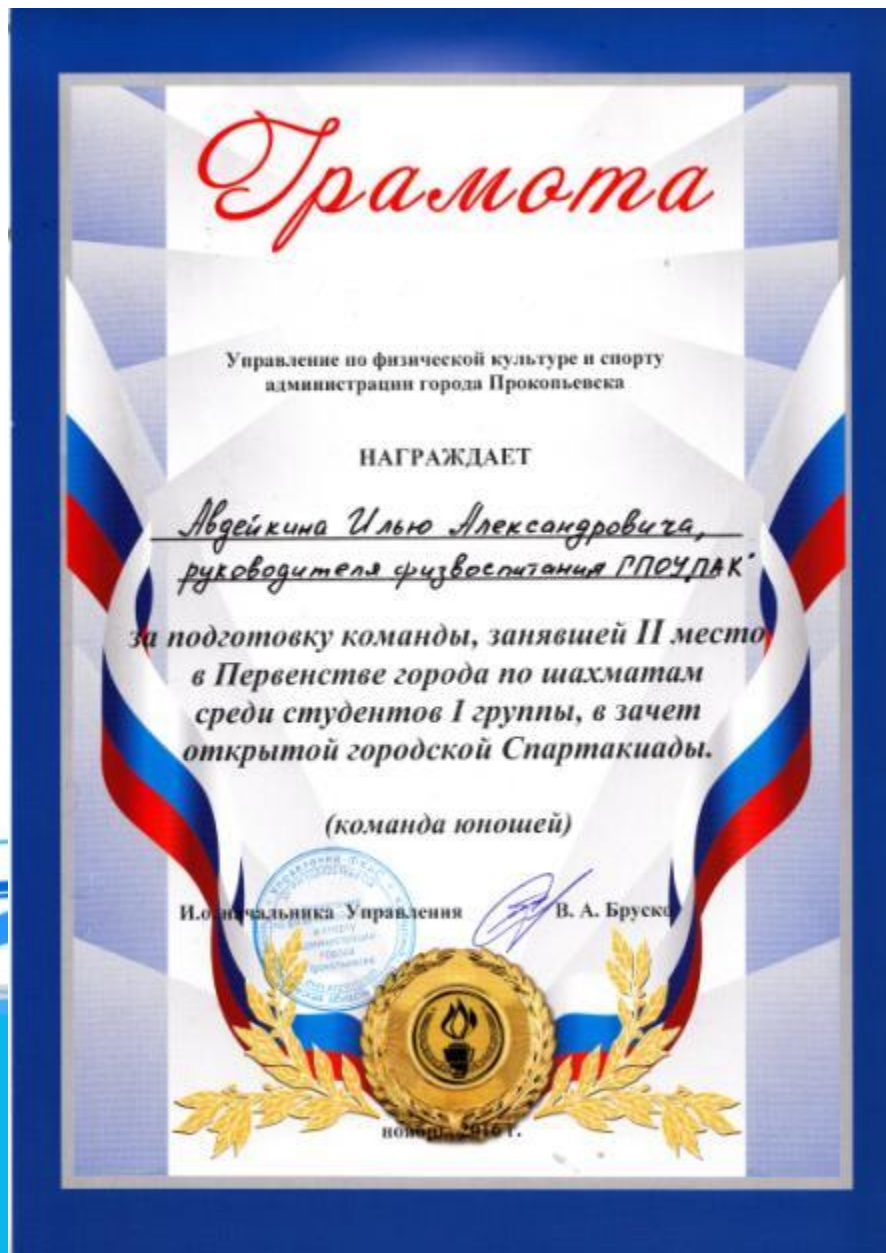 Грамота
Управление по физической культуре и спорту
администрации города Прокопьевска
НАГРАЖДАЕТ
Авдейкина Илью Александровича,
руководителя физвоспитания ГПОУ ПАК
за подготовку команды, занявшей II место
в Первенстве города по шахматам
среди студентов I группы, в зачет
открытой городской Спартакиады.
(команда юношей)
И.о. начальника Управления В. А. Бруско
ноябрь 2016 г.